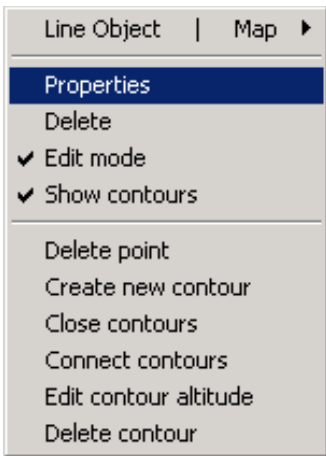 Line Object | Map
Properties
Delete
Edit mode
Show contours
Delete point
Create new contour
Close contours
Connect contours
Edit contour altitude
Delete contour